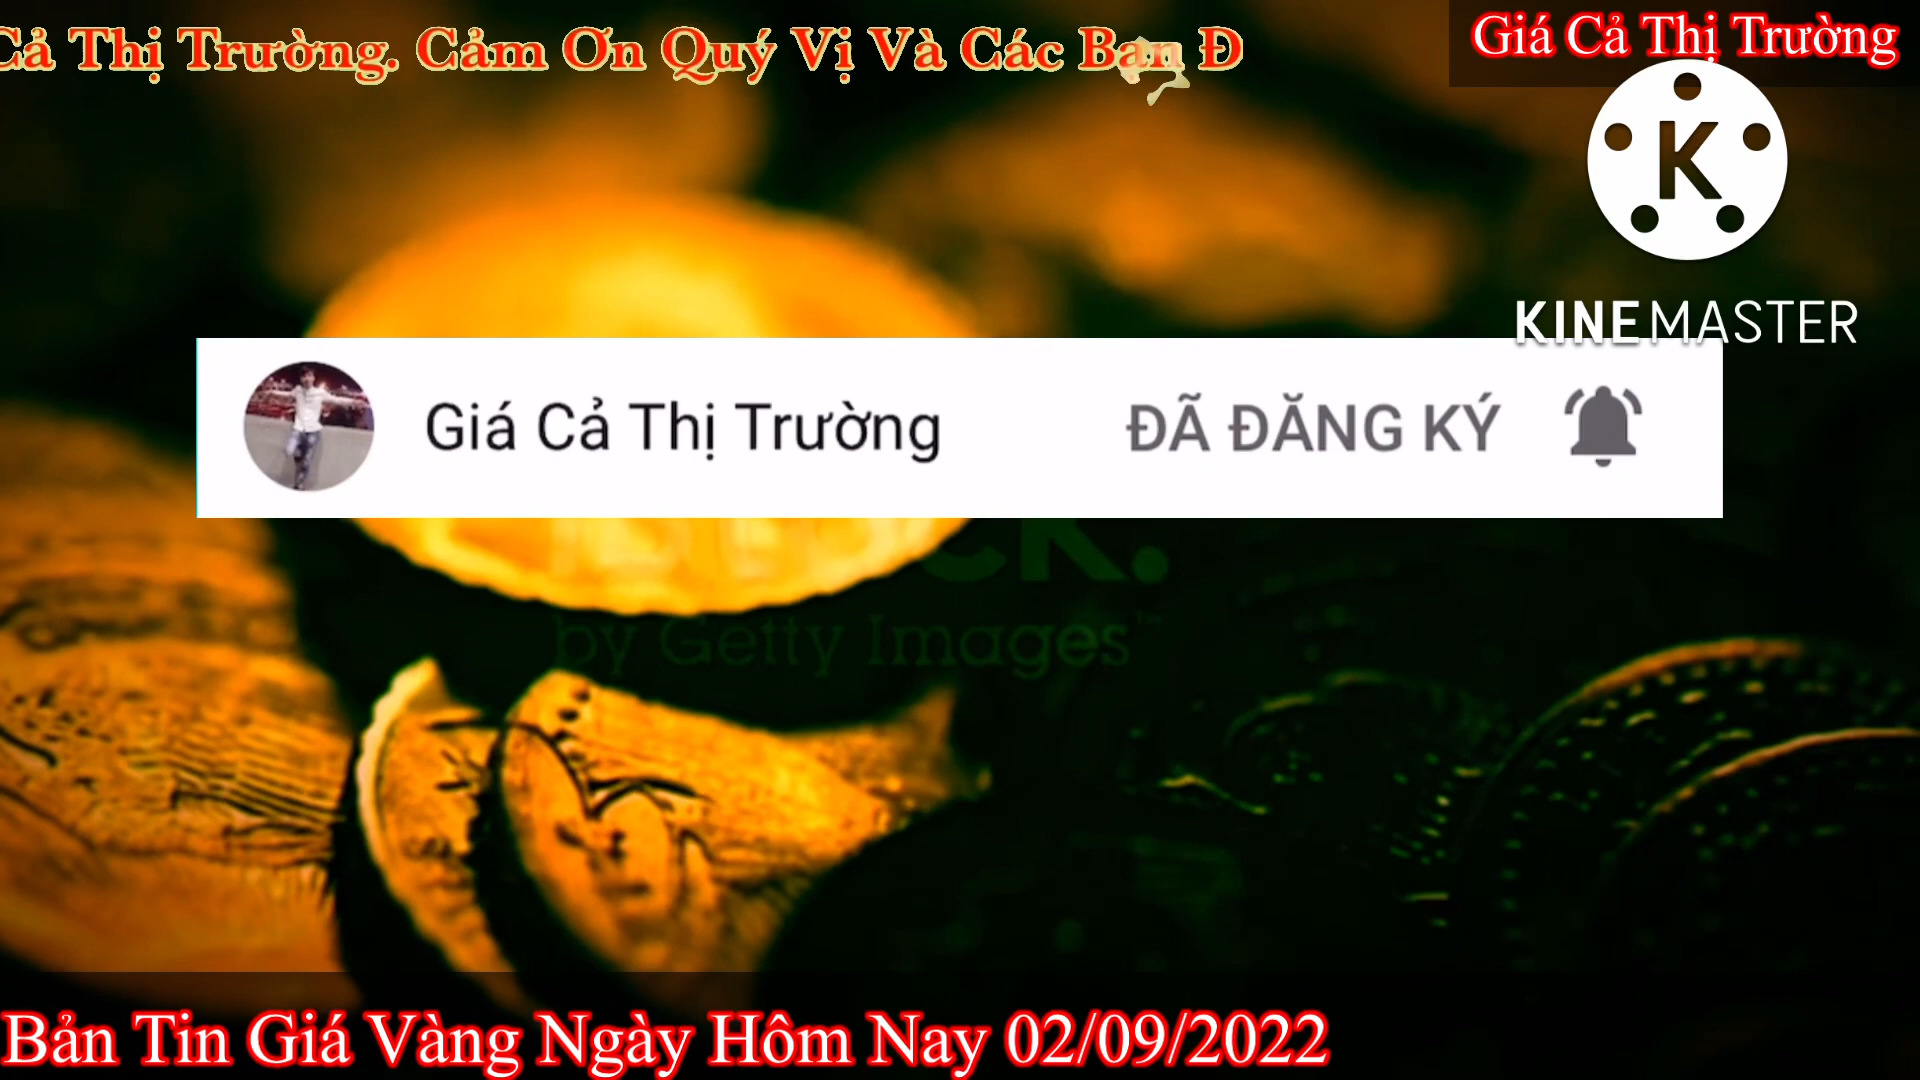 Cả Thị Trường. Cảm Ơn Quý Vị Và Các Bạn Đ
Giá Cả Thị Trường
K
KINEMASTER
Giá Cả Thị Trường
ĐÃ ĐĂNG KÝ
by Getty Images™
Bản Tin Giá Vàng Ngày Hôm Nay 02/09/2022